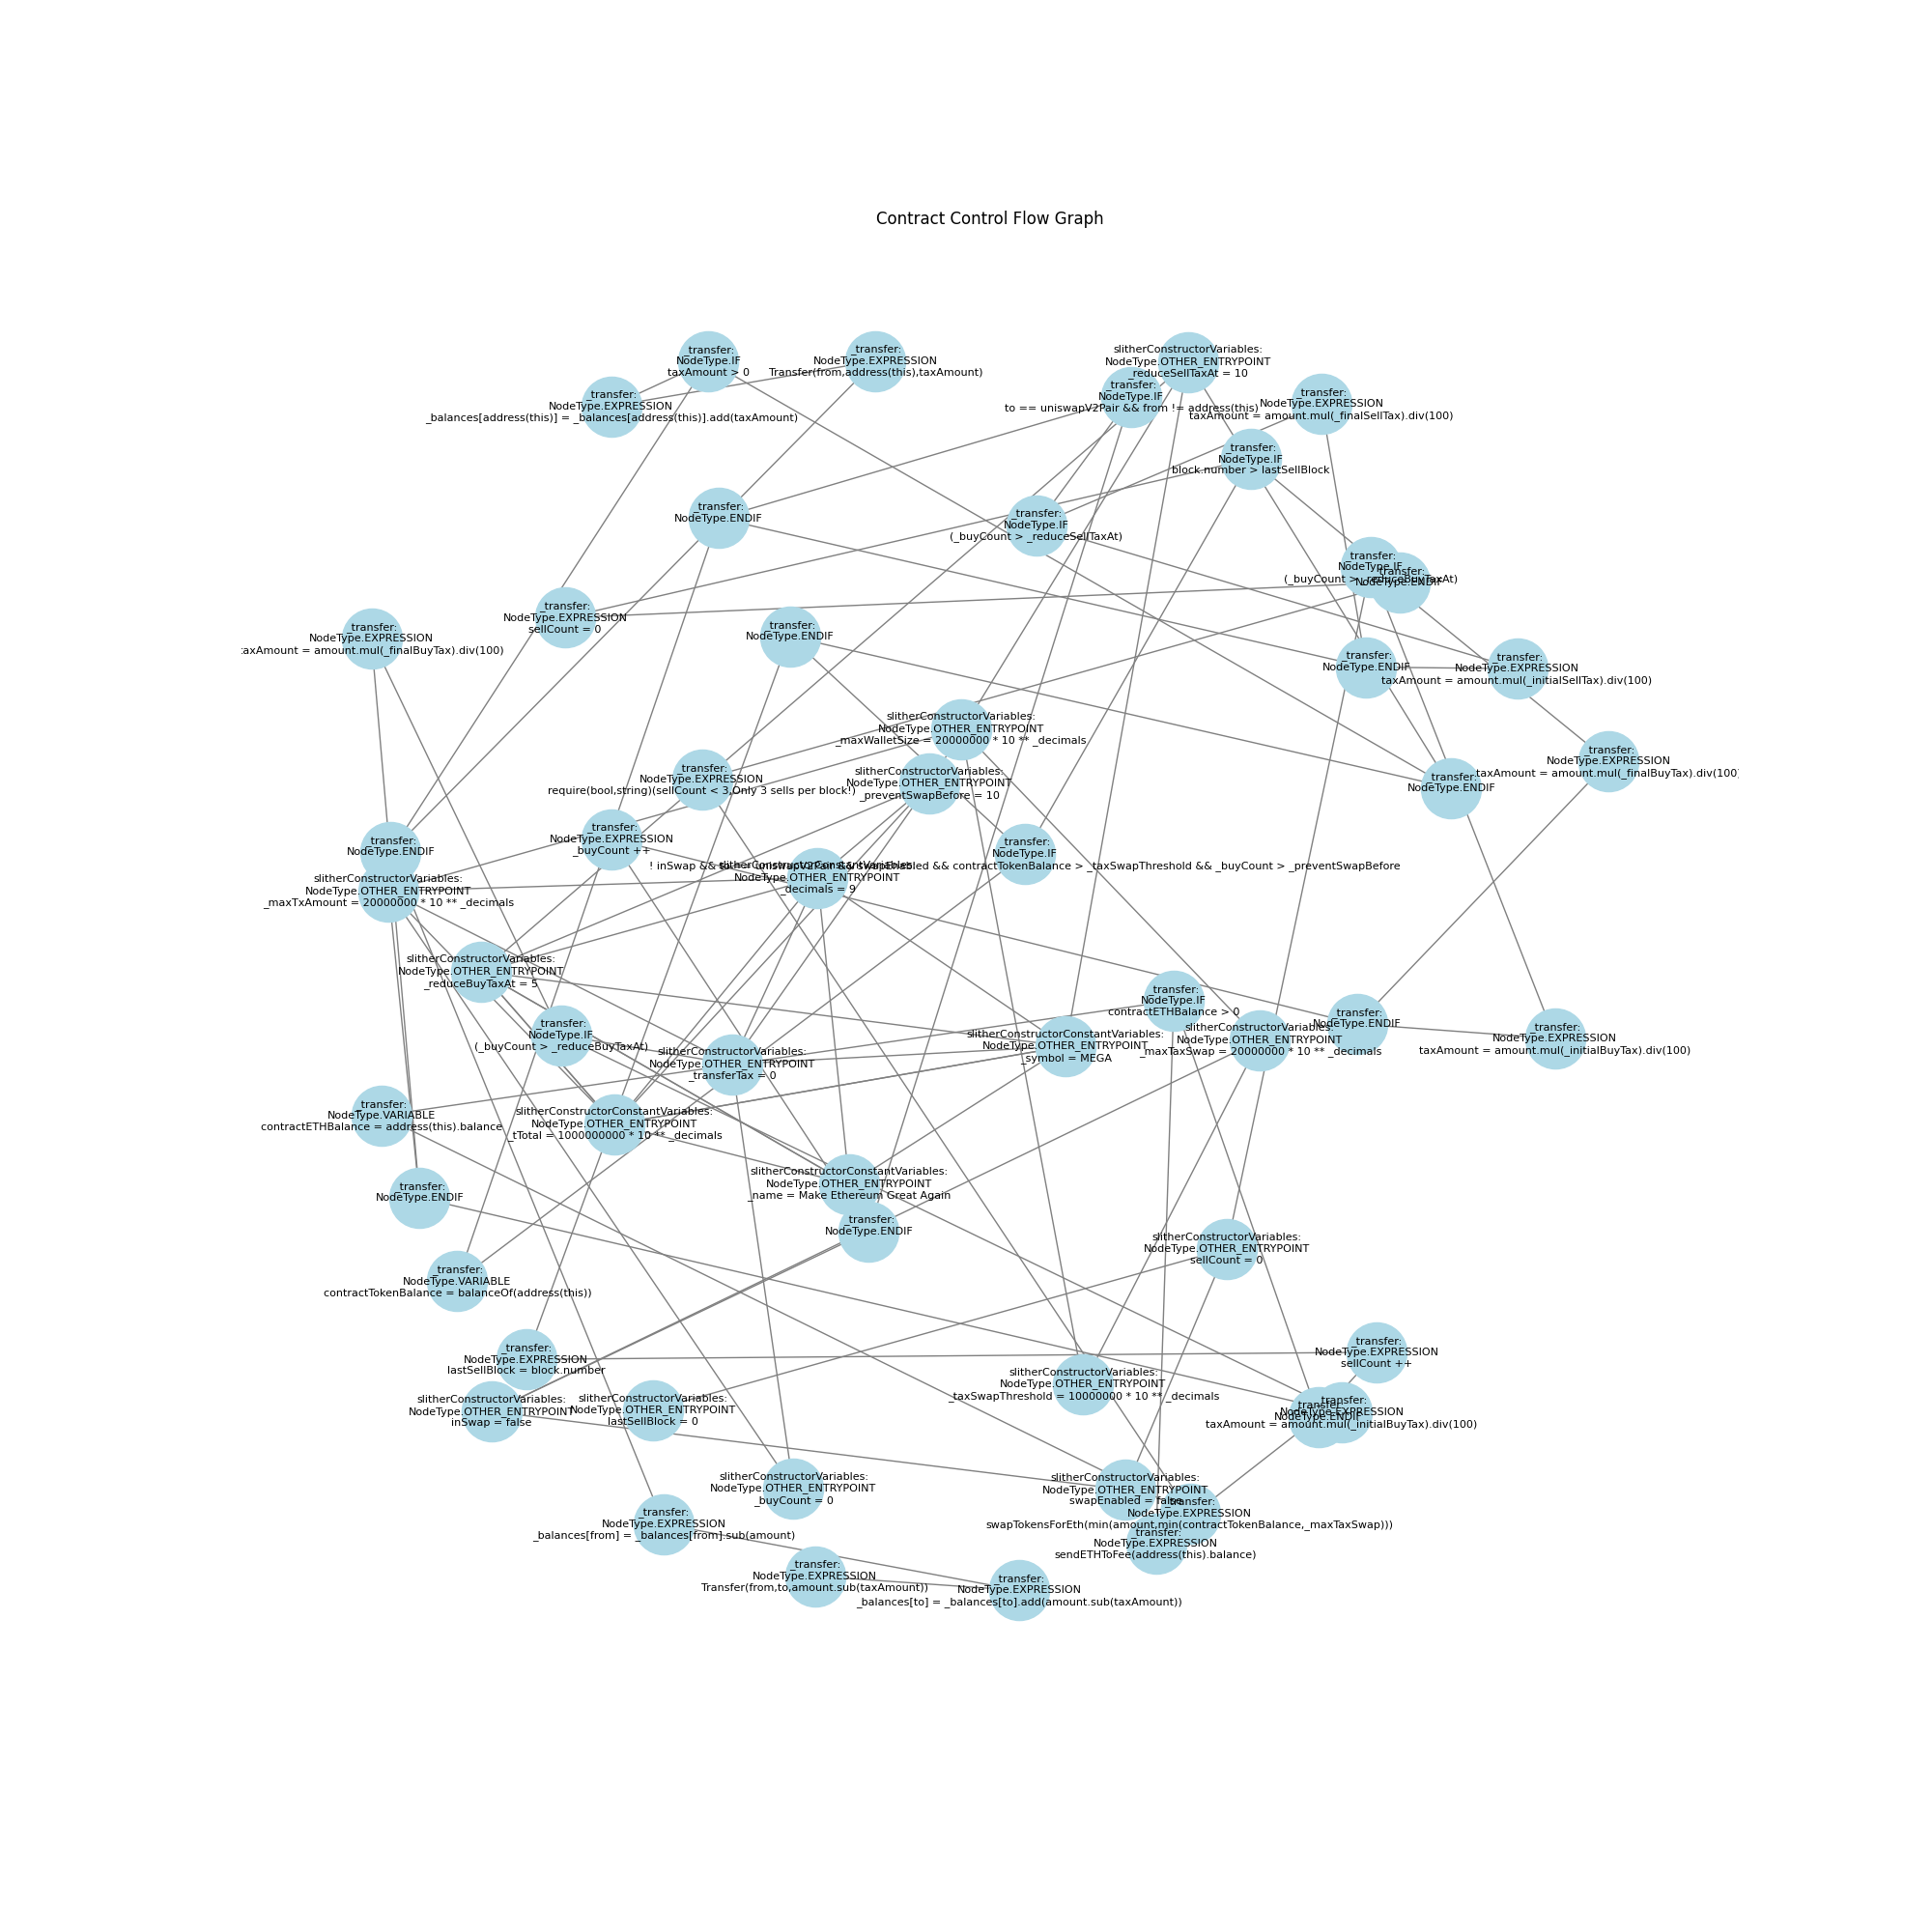 Contract Control Flow Graph
_transfer:
NodeType.IF
taxAmount > 0
_transfer:
NodeType.EXPRESSION
Transfer(from,address(this),taxAmount)
slitherConstructorVariables:
NodeType.OTHER_ENTRYPOINT
_reduceSellTaxAt = 10
_transfer:
NodeType.IF
to == uniswapV2Pair && from != address(this)
_transfer:
NodeType.EXPRESSION
_balances[address(this)] = _balances[address(this)].add(taxAmount)
_transfer:
NodeType.EXPRESSION
taxAmount = amount.mul(_finalSellTax).div(100)
_transfer:
NodeType.IF
block.number > lastSellBlock
_transfer:
NodeType.ENDIF
_transfer:
NodeType.IF
(_buyCount > _reduceSellTaxAt)
_transfer:
NodeType.IF
(_buyCount > _reduceBuyTaxAt)
_transfer:
NodeType.ENDIF
_transfer:
NodeType.EXPRESSION
sellCount = 0
_transfer:
NodeType.EXPRESSION
taxAmount = amount.mul(_finalBuyTax).div(100)
_transfer:
NodeType.ENDIF
_transfer:
NodeType.ENDIF
_transfer:
NodeType.EXPRESSION
taxAmount = amount.mul(_initialSellTax).div(100)
slitherConstructorVariables:
NodeType.OTHER_ENTRYPOINT
_maxWalletSize = 20000000 * 10 ** _decimals
_transfer:
NodeType.EXPRESSION
require(bool,string)(sellCount < 3,Only 3 sells per block!)
slitherConstructorVariables:
NodeType.OTHER_ENTRYPOINT
_preventSwapBefore = 10
_transfer:
NodeType.ENDIF
_transfer:
NodeType.EXPRESSION
taxAmount = amount.mul(_finalBuyTax).div(100)
_transfer:
NodeType.EXPRESSION
_buyCount ++
_transfer:
NodeType.IF
! inSwap && to == uniswapV2Pair && swapEnabled && contractTokenBalance > _taxSwapThreshold && _buyCount > _preventSwapBefore
_transfer:
NodeType.ENDIF
slitherConstructorConstantVariables:
NodeType.OTHER_ENTRYPOINT
_decimals = 9
slitherConstructorVariables:
NodeType.OTHER_ENTRYPOINT
_maxTxAmount = 20000000 * 10 ** _decimals
slitherConstructorVariables:
NodeType.OTHER_ENTRYPOINT
_reduceBuyTaxAt = 5
_transfer:
NodeType.IF
contractETHBalance > 0
_transfer:
NodeType.IF
(_buyCount > _reduceBuyTaxAt)
slitherConstructorVariables:
NodeType.OTHER_ENTRYPOINT
_transferTax = 0
slitherConstructorConstantVariables:
NodeType.OTHER_ENTRYPOINT
_symbol = MEGA
slitherConstructorVariables:
NodeType.OTHER_ENTRYPOINT
_maxTaxSwap = 20000000 * 10 ** _decimals
_transfer:
NodeType.ENDIF
_transfer:
NodeType.EXPRESSION
taxAmount = amount.mul(_initialBuyTax).div(100)
_transfer:
NodeType.VARIABLE
contractETHBalance = address(this).balance
slitherConstructorConstantVariables:
NodeType.OTHER_ENTRYPOINT
_tTotal = 1000000000 * 10 ** _decimals
slitherConstructorConstantVariables:
NodeType.OTHER_ENTRYPOINT
_name = Make Ethereum Great Again
_transfer:
NodeType.ENDIF
_transfer:
NodeType.ENDIF
slitherConstructorVariables:
NodeType.OTHER_ENTRYPOINT
sellCount = 0
_transfer:
NodeType.VARIABLE
contractTokenBalance = balanceOf(address(this))
_transfer:
NodeType.EXPRESSION
lastSellBlock = block.number
_transfer:
NodeType.EXPRESSION
sellCount ++
slitherConstructorVariables:
NodeType.OTHER_ENTRYPOINT
_taxSwapThreshold = 10000000 * 10 ** _decimals
slitherConstructorVariables:
NodeType.OTHER_ENTRYPOINT
inSwap = false
slitherConstructorVariables:
NodeType.OTHER_ENTRYPOINT
lastSellBlock = 0
_transfer:
NodeType.ENDIF
_transfer:
NodeType.EXPRESSION
taxAmount = amount.mul(_initialBuyTax).div(100)
slitherConstructorVariables:
NodeType.OTHER_ENTRYPOINT
_buyCount = 0
slitherConstructorVariables:
NodeType.OTHER_ENTRYPOINT
swapEnabled = false
_transfer:
NodeType.EXPRESSION
swapTokensForEth(min(amount,min(contractTokenBalance,_maxTaxSwap)))
_transfer:
NodeType.EXPRESSION
_balances[from] = _balances[from].sub(amount)
_transfer:
NodeType.EXPRESSION
sendETHToFee(address(this).balance)
_transfer:
NodeType.EXPRESSION
Transfer(from,to,amount.sub(taxAmount))
_transfer:
NodeType.EXPRESSION
_balances[to] = _balances[to].add(amount.sub(taxAmount))